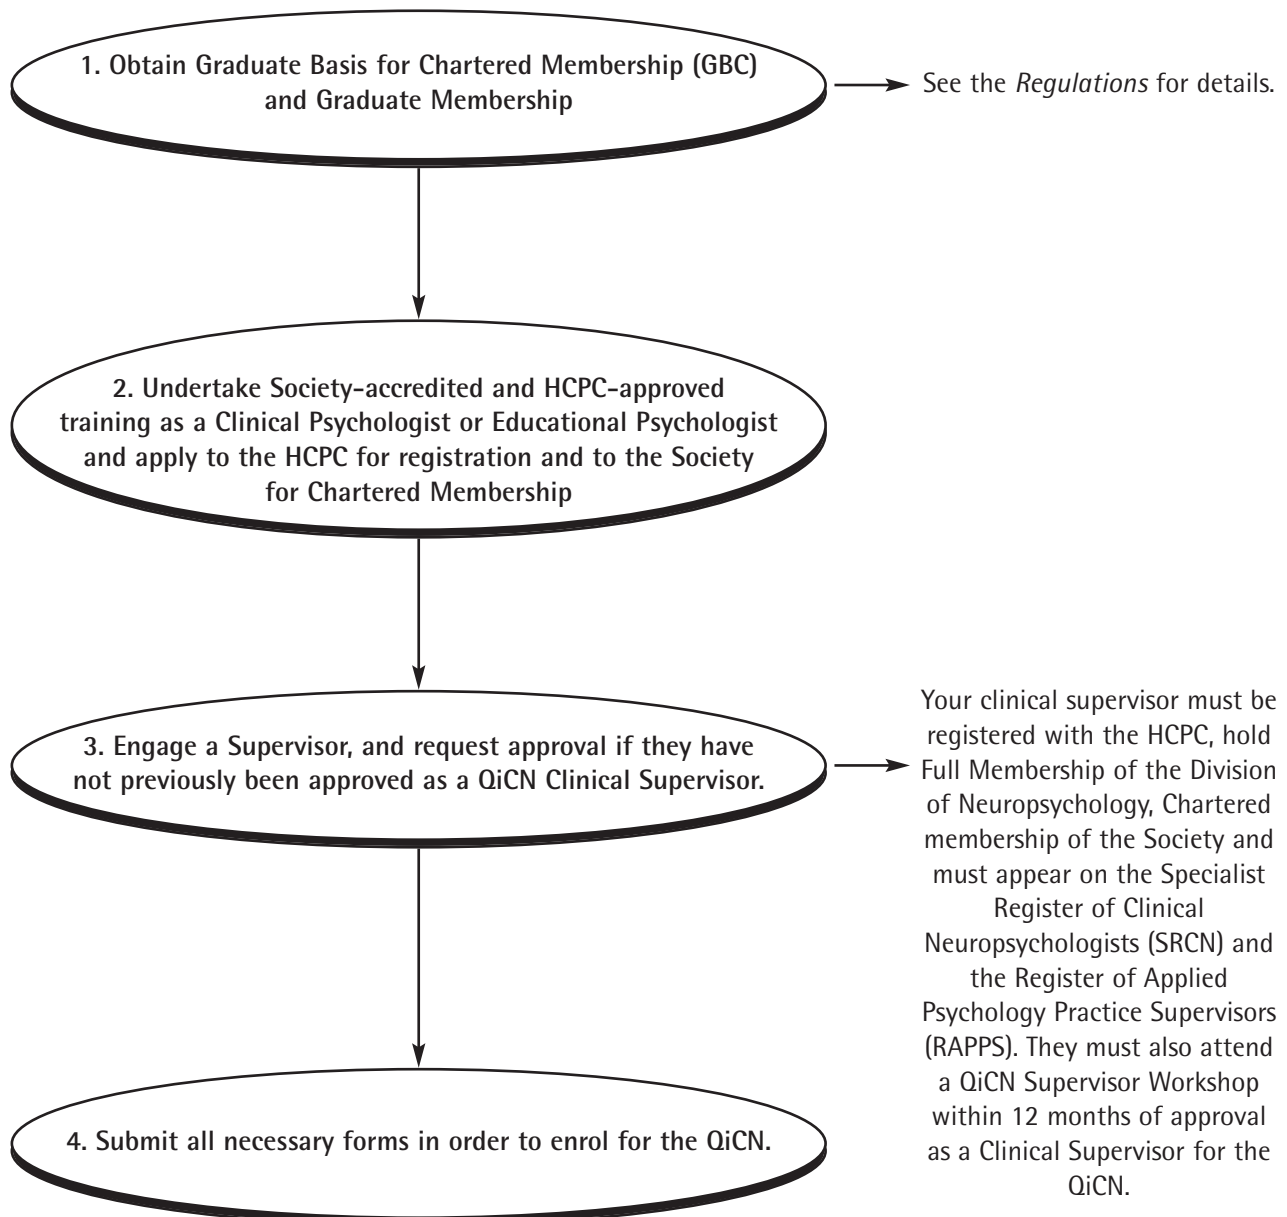 1. Obtain Graduate Basis for Chartered Membership (GBC)
and Graduate Membership
See the Regulations for details.
2. Undertake Society-accredited and HCPC-approved
training as a Clinical Psychologist or Educational Psychologist
and apply to the HCPC for registration and to the Society
for Chartered Membership
3. Engage a Supervisor, and request approval if they have
not previously been approved as a QiCN Clinical Supervisor.
Your clinical supervisor must be
registered with the HCPC, hold
Full Membership of the Division
of Neuropsychology, Chartered
membership of the Society and
must appear on the Specialist
Register of Clinical
Neuropsychologists (SRCN) and
the Register of Applied
Psychology Practice Supervisors
(RAPPS). They must also attend
a QiCN Supervisor Workshop
within 12 months of approval
as a Clinical Supervisor for the
QiCN.
4. Submit all necessary forms in order to enrol for the QiCN.